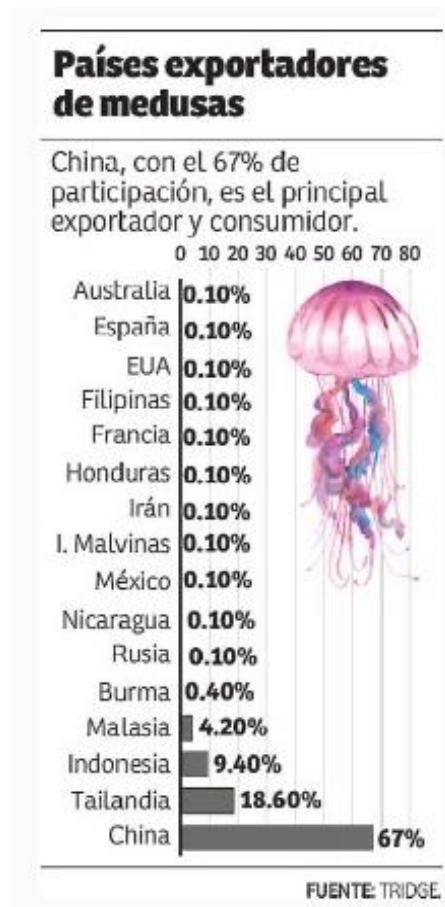 Países exportadores
de medusas
China, con el 67% de
participación, es el principal
exportador y consumidor.
0 10 20 30 40 50 60 70 80
Australia 0.10%
España 0.10%
EUA 0.10%
Filipinas 0.10%
Francia 0.10%
Honduras 0.10%
Irán 0.10%
I. Malvinas 0.10%
México 0.10%
Nicaragua 0.10%
Rusia 0.10%
Burma 0.40%
Malasia 4.20%
Indonesia 9.40%
Tailandia 18.60%
China 67%
FUENTE: TRIDGE.